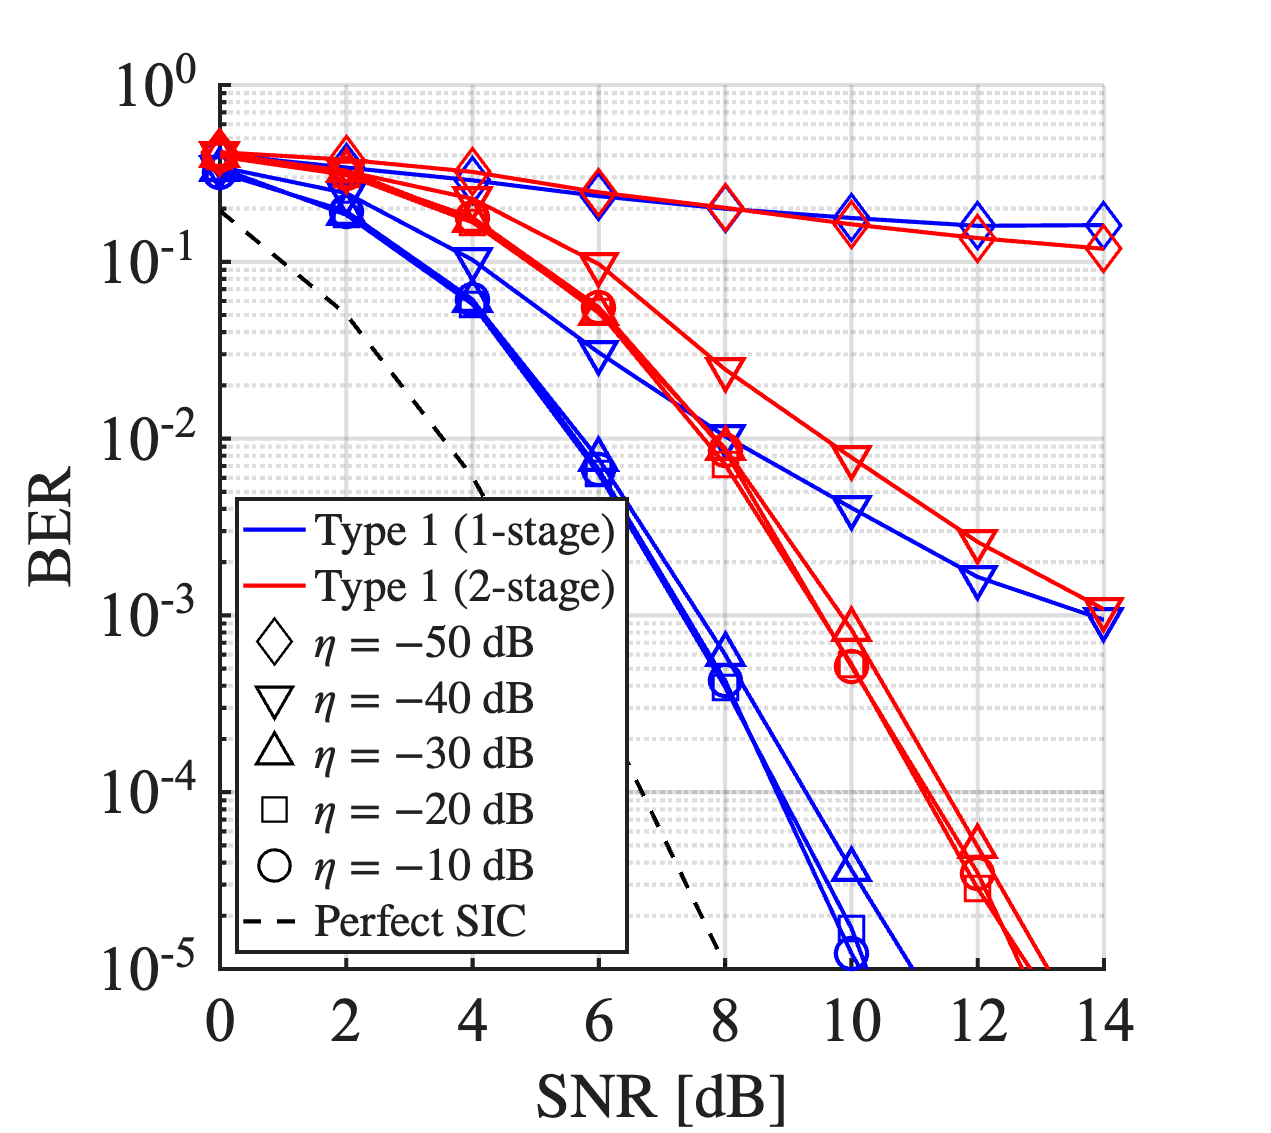 10^0
10^-1
10^-2
10^-3
10^-4
10^-5
BER
Type 1 (1-stage)
Type 1 (2-stage)
η = −50 dB
η = −40 dB
η = −30 dB
η = −20 dB
η = −10 dB
Perfect SIC
0 2 4 6 8 10 12 14
SNR [dB]